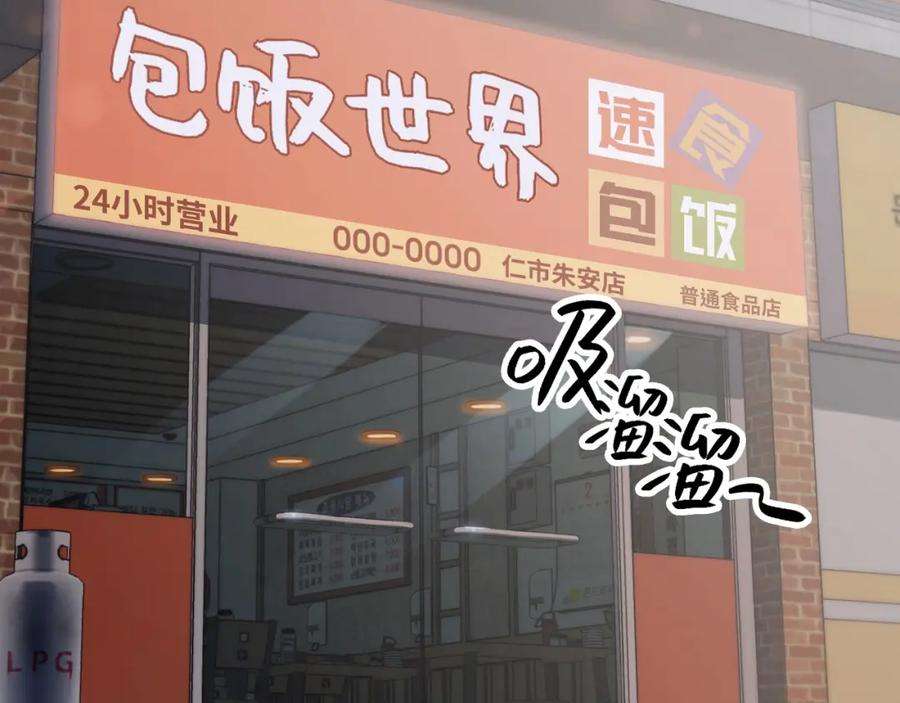 包饭世界
速食
包饭
24小时营业
000-0000
仁市朱安店
普通食品店
吸溜溜~
2
LPG